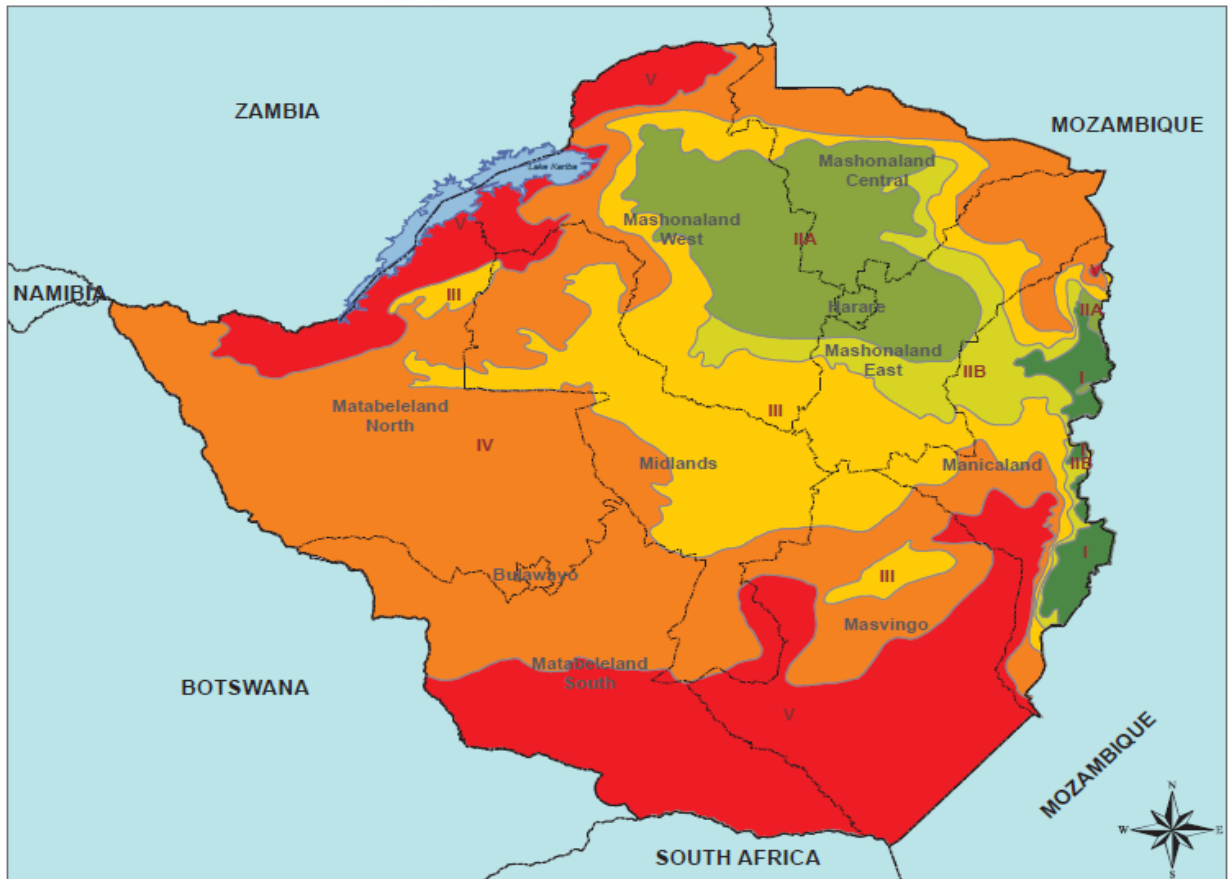 V
ZAMBIA
MOZAMBIQUE
Mashonaland
Central
Lake Kariba
Mashonaland
West
IIA
V
V
NAMIBIA
III
Harare
IIA
Mashonaland
East
IIB
I
Matabeleland
North
III
IV
Midlands
Manicaland
I
IIB
Bulawayo
III
I
Masvingo
Matabeleland
South
BOTSWANA
V
MOZAMBIQUE
SOUTH AFRICA
N
W
E
S